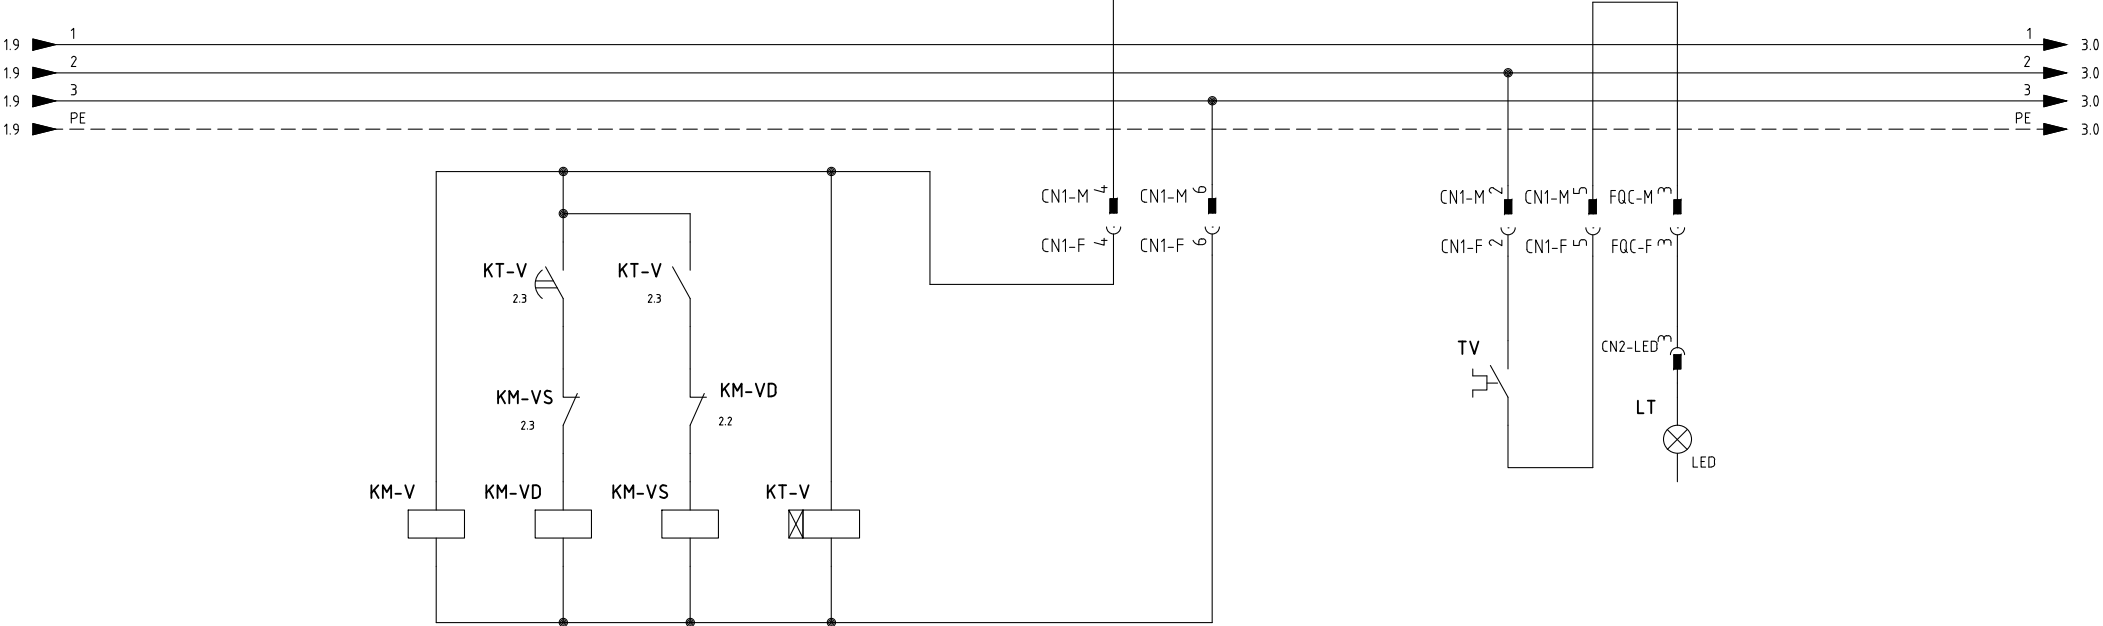 1.9 1 1 3.0
1.9 2 2 3.0
1.9 3 3 3.0
1.9 PE PE 3.0
CN1-M 4 CN1-M 6 CN1-M 2 CN1-M 5 FQC-M 3
CN1-F 4 CN1-F 6 CN1-F 2 CN1-F 5 FQC-F 3
KT-V KT-V
2.3 2.3
TV CN2-LED 3
KM-VS KM-VD
2.3 2.2
LT
LED
KM-V KM-VD KM-VS KT-V